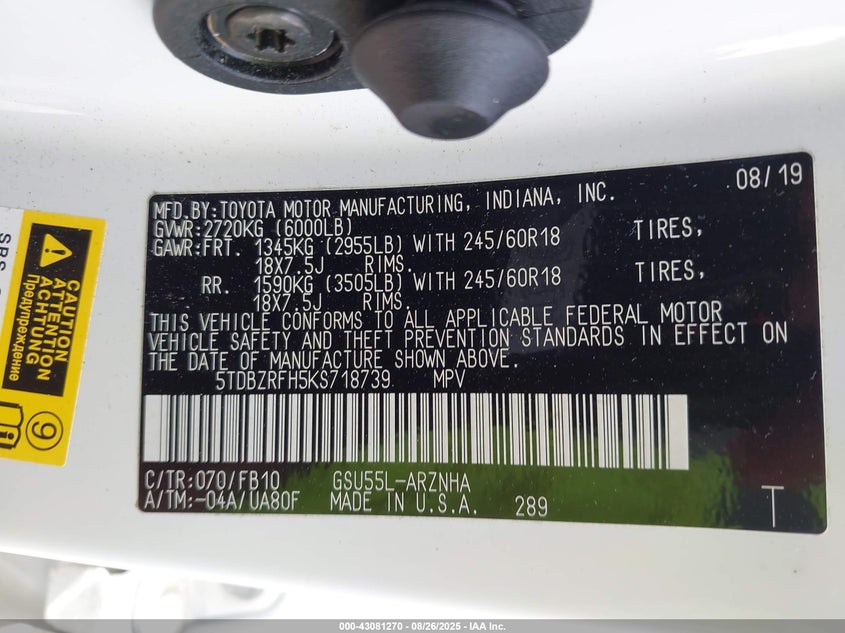 MFD.BY:TOYOTA MOTOR MANUFACTURING, INDIANA, INC. 08/19
GVWR:2720KG (6000LB)
GAWR:FRT. 1345KG (2955LB) WITH 245/60R18 TIRES,
18X7.5J RIMS.
RR. 1590KG (3505LB) WITH 245/60R18 TIRES,
18X7.5J RIMS.
THIS VEHICLE CONFORMS TO ALL APPLICABLE FEDERAL MOTOR
VEHICLE SAFETY AND THEFT PREVENTION STANDARDS IN EFFECT ON
THE DATE OF MANUFACTURE SHOWN ABOVE.
5TDBZRFH5KS718739 MPV
C/TR:070/FB10 GSU55L-ARZNHA
A/TM:-04A/UA80F MADE IN U.S.A. 289 T
CAUTION
ATTENTION
ACHTUNG
Предупреждение
9
SRS
000-43081270 - 08/26/2025 - IAA Inc.